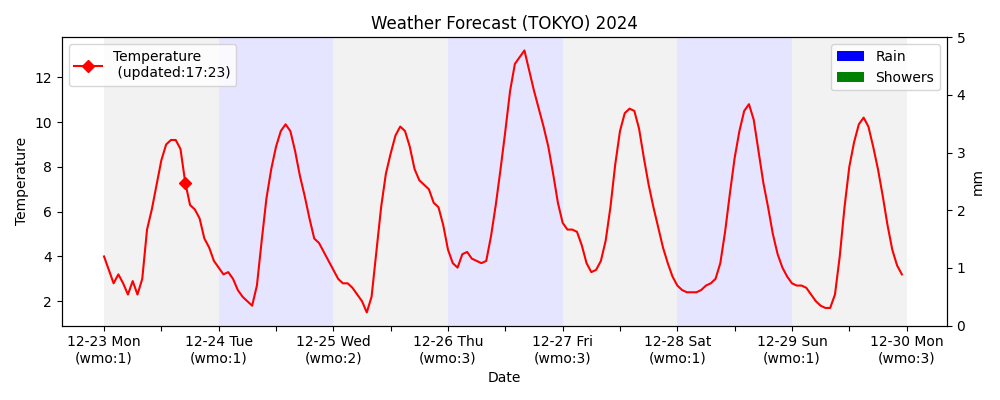 Weather Forecast (TOKYO) 2024
Temperature
(updated:17:23)
Rain
Showers
Temperature
12
10
8
6
4
2
5
4
3
2
1
0
mm
12-23 Mon
(wmo:1)
12-24 Tue
(wmo:1)
12-25 Wed
(wmo:2)
12-26 Thu
(wmo:3)
12-27 Fri
(wmo:3)
12-28 Sat
(wmo:1)
12-29 Sun
(wmo:1)
12-30 Mon
(wmo:3)
Date